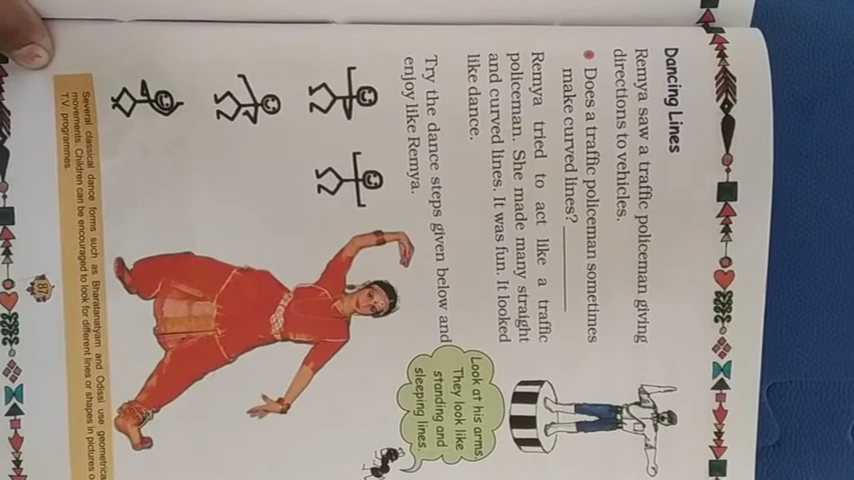 Dancing Lines
Remya saw a traffic policeman giving
directions to vehicles.
Does a traffic policeman sometimes
make curved lines?
Remya tried to act like a traffic
policeman. She made many straight
and curved lines. It was fun. It looked
like dance.
Look at his arms.
They look like
standing and
sleeping lines
Try the dance steps given below and
enjoy like Remya.
Several classical dance forms such as Bharatanatyam and Odissi use geometrica
movements. Children can be encouraged to look for different lines or shapes in pictures o
T.V. programmes.
87